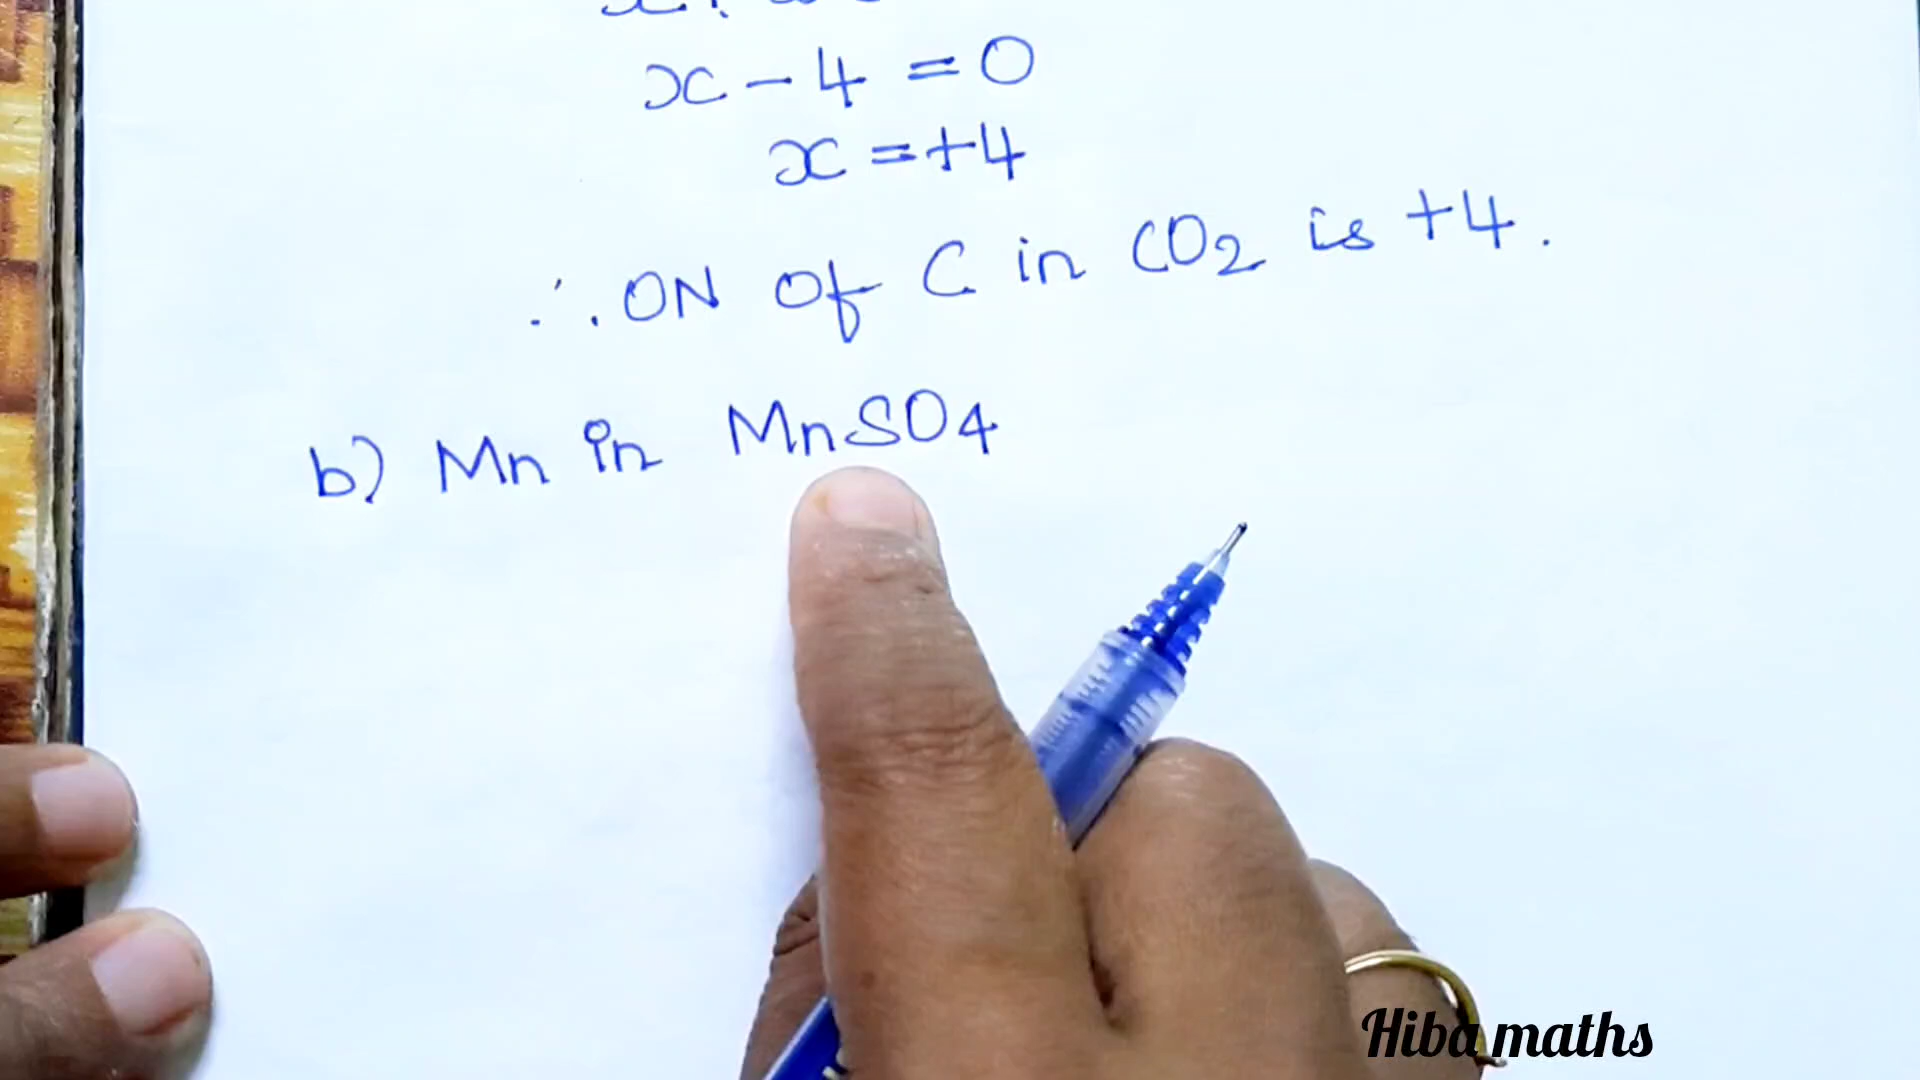 x - 4 = 0
x = +4
∴ ON of C in CO2 is +4.
b) Mn in MnSO4
Hiba maths